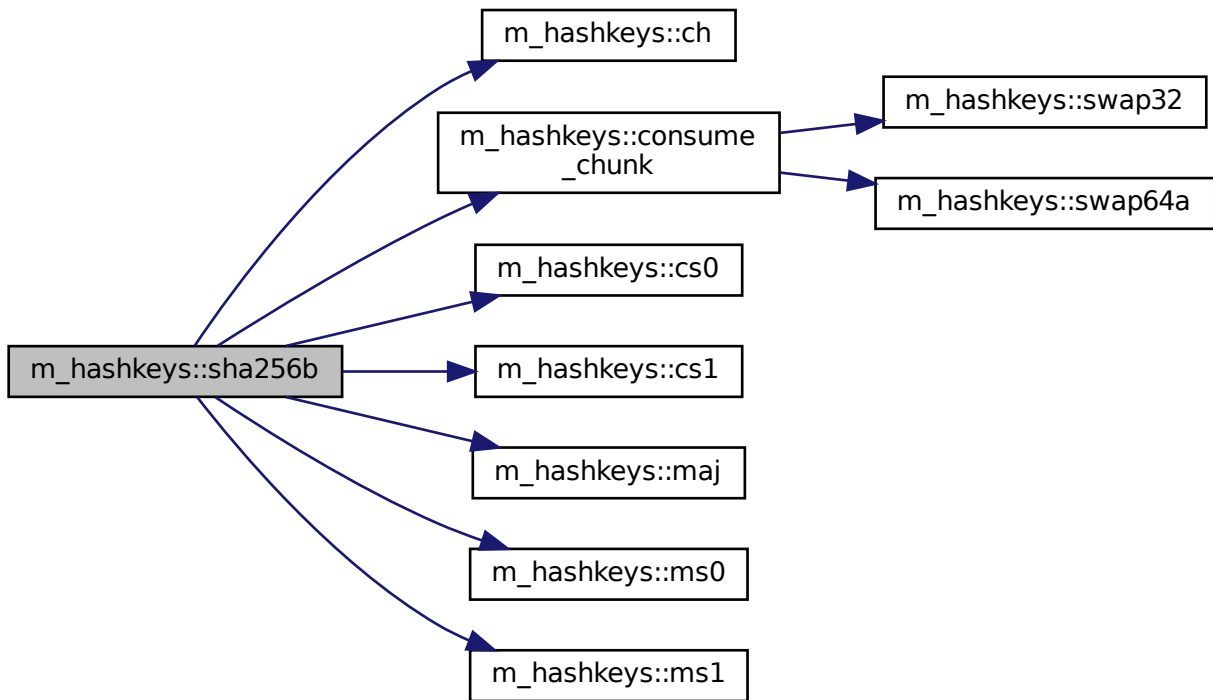 m_hashkeys::ch
m_hashkeys::swap32
m_hashkeys::consume
_chunk
m_hashkeys::swap64a
m_hashkeys::cs0
m_hashkeys::sha256b
m_hashkeys::cs1
m_hashkeys::maj
m_hashkeys::ms0
m_hashkeys::ms1